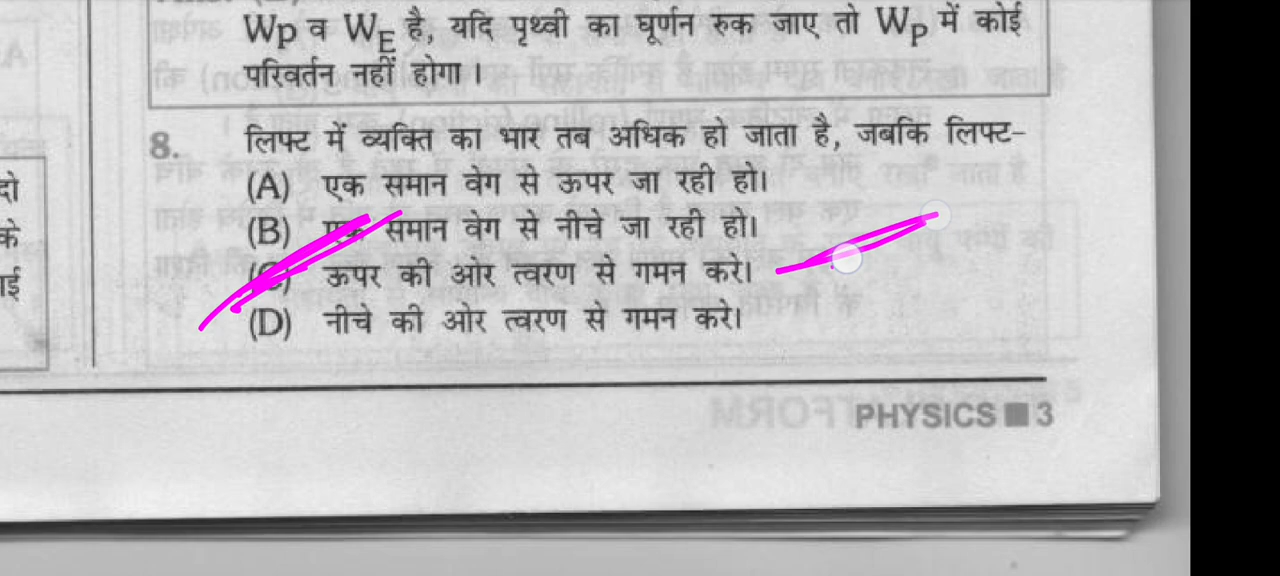 Wp व WE है, यदि पृथ्वी का घूर्णन रुक जाए तो WP में कोई
परिवर्तन नहीं होगा।
8. लिफ्ट में व्यक्ति का भार तब अधिक हो जाता है, जबकि लिफ्ट–
(A) एक समान वेग से ऊपर जा रही हो।
(B) एक समान वेग से नीचे जा रही हो।
(C) ऊपर की ओर त्वरण से गमन करे।
(D) नीचे की ओर त्वरण से गमन करे।
PHYSICS ■ 3